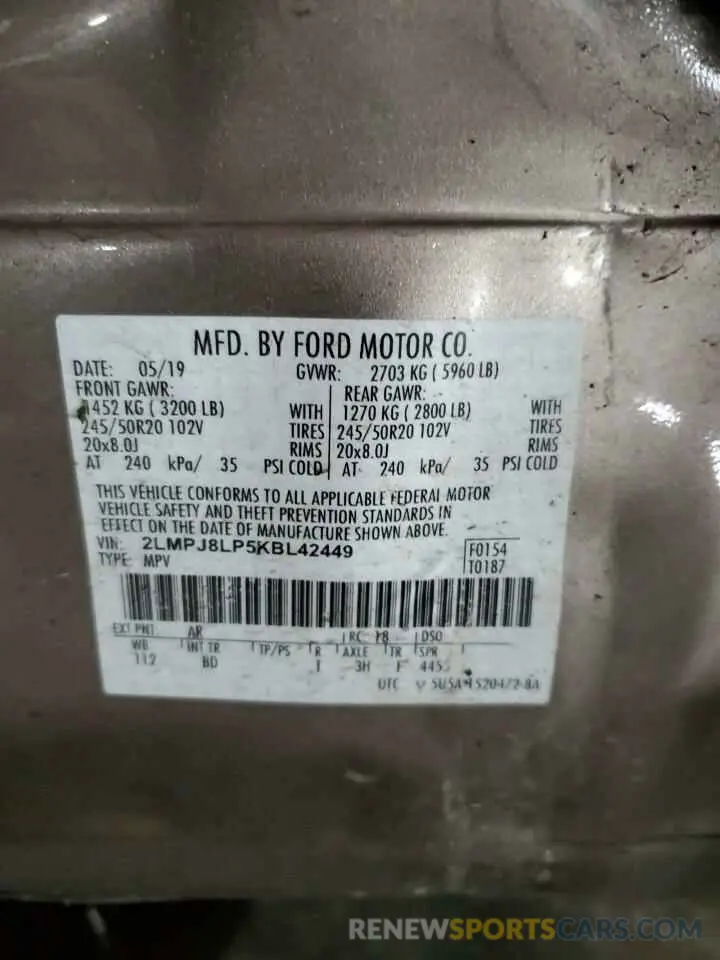 MFD. BY FORD MOTOR CO.
DATE: 05/19 GVWR: 2703 KG ( 5960 LB)
FRONT GAWR: REAR GAWR:
1452 KG ( 3200 LB) WITH 1270 KG ( 2800 LB) WITH
245/50R20 102V TIRES 245/50R20 102V TIRES
20x8.0J RIMS 20x8.0J RIMS
AT 240 kPa/ 35 PSI COLD AT 240 kPa/ 35 PSI COLD
THIS VEHICLE CONFORMS TO ALL APPLICABLE FEDERAL MOTOR
VEHICLE SAFETY AND THEFT PREVENTION STANDARDS IN
EFFECT ON THE DATE OF MANUFACTURE SHOWN ABOVE.
VIN: 2LMPJ8LP5KBL42449 F0154
TYPE: MPV T0187
EXT PNT: AR RC: 18 DSO
WB INT TR TP/PS R AXLE TR SPR
112 BD 3H F
UTC
RENEWSPORTSCARS.COM